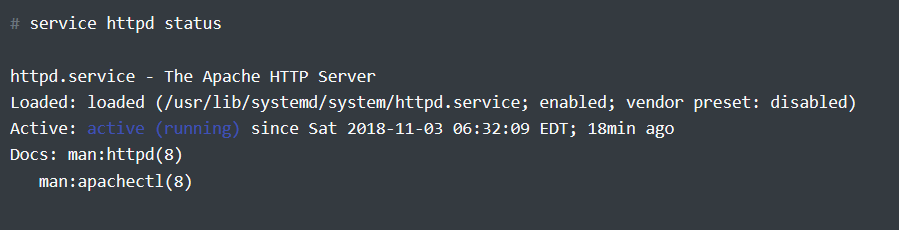 # service httpd status
httpd.service - The Apache HTTP Server
Loaded: loaded (/usr/lib/systemd/system/httpd.service; enabled; vendor preset: disabled)
Active: active (running) since Sat 2018-11-03 06:32:09 EDT; 18min ago
Docs: man:httpd(8)
man:apachectl(8)